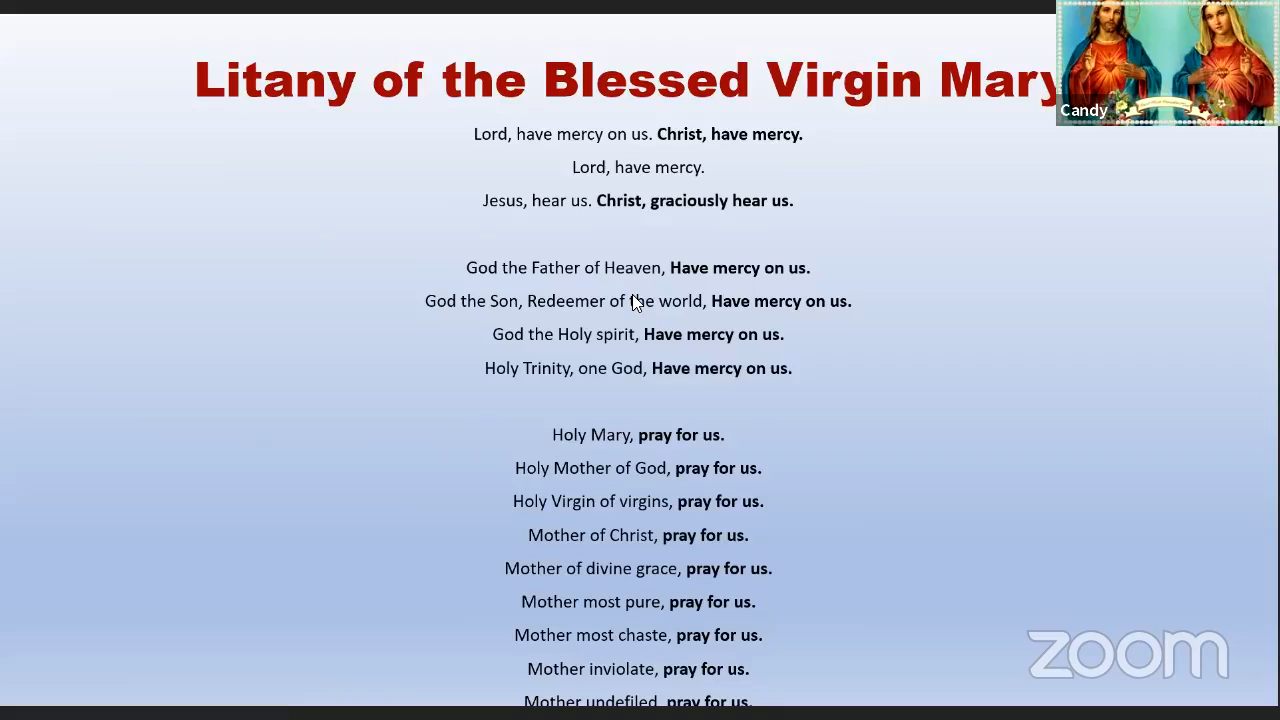 Litany of the Blessed Virgin Mary
Candy
Lord, have mercy on us. Christ, have mercy.
Lord, have mercy.
Jesus, hear us. Christ, graciously hear us.
God the Father of Heaven, Have mercy on us.
God the Son, Redeemer of the world, Have mercy on us.
God the Holy spirit, Have mercy on us.
Holy Trinity, one God, Have mercy on us.
Holy Mary, pray for us.
Holy Mother of God, pray for us.
Holy Virgin of virgins, pray for us.
Mother of Christ, pray for us.
Mother of divine grace, pray for us.
Mother most pure, pray for us.
Mother most chaste, pray for us.
Mother inviolate, pray for us.
Mother undefiled, pray for us.
zoom